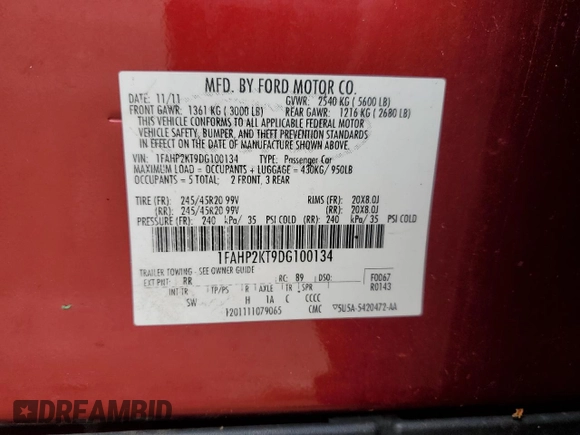 MFD. BY FORD MOTOR CO.
DATE: 11/11 GVWR: 2540 KG ( 5600 LB)
FRONT GAWR: 1361 KG ( 3000 LB) REAR GAWR: 1216 KG ( 2680 LB)
THIS VEHICLE CONFORMS TO ALL APPLICABLE FEDERAL MOTOR
VEHICLE SAFETY, BUMPER, AND THEFT PREVENTION STANDARDS
IN EFFECT ON THE DATE OF MANUFACTURE SHOWN ABOVE.
VIN: 1FAHP2KT9DG100134 TYPE: Passenger Car
MAXIMUM LOAD = OCCUPANTS + LUGGAGE = 430KG/ 950LB
OCCUPANTS = 5 TOTAL: 2 FRONT, 3 REAR
TIRE (FR): 245/45R20 99V RIMS (FR): 20X8.0J
(RR): 245/45R20 99V (RR): 20X8.0J
PRESSURE (FR): 240 kPa/ 35 PSI COLD (RR): 240 kPa/ 35 PSI COLD
1FAHP2KT9DG100134
TRAILER TOWING - SEE OWNER GUIDE
EXT PNT: RR RC: 89 DSO: F0067
INT TR TP/PS R AXLE TR SPR R0143
SW H 1A C CCCC
1201111079065 CMC 5U5A-5420472-AA
DREAMBID